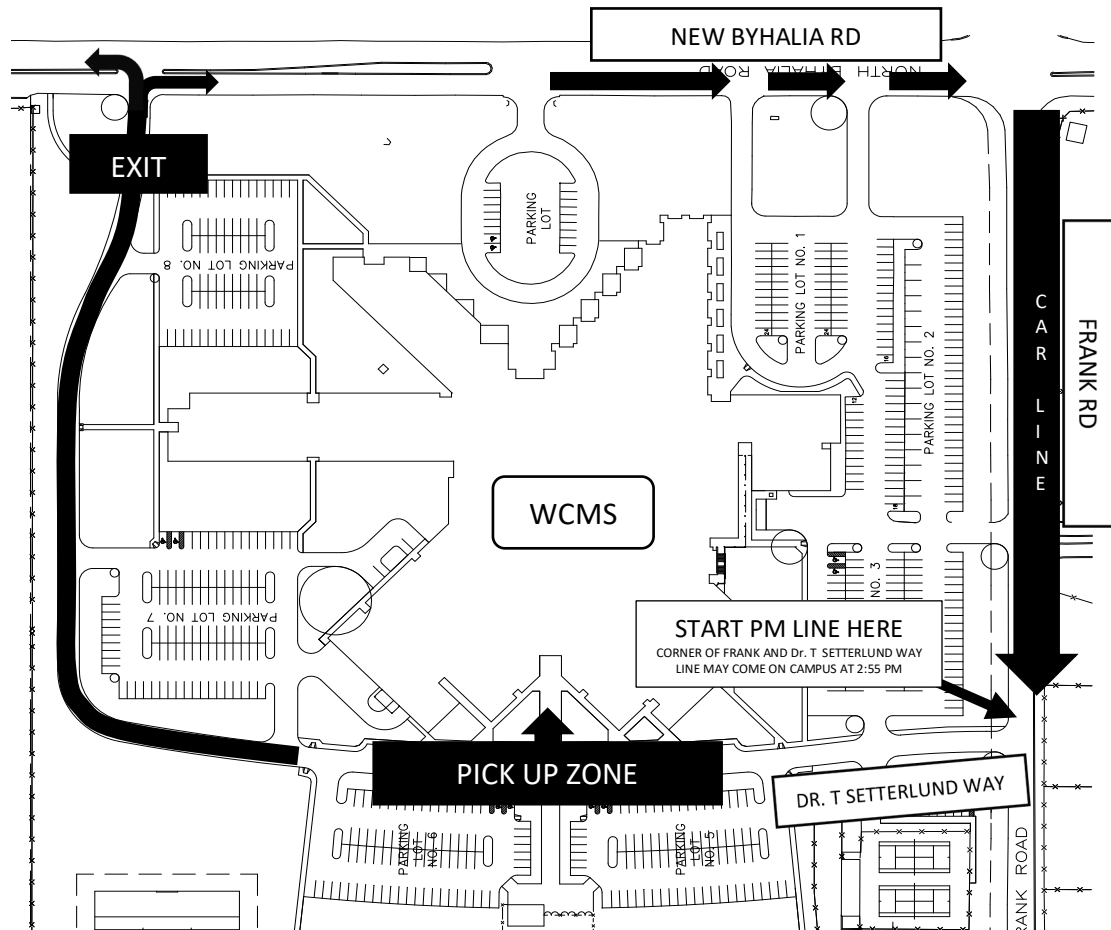 NEW BYHALIA RD
NORTH BYHALIA ROAD
EXIT
PARKING
LOT
PARKING LOT NO. 8
PARKING LOT NO. 1
24
24
PARKING LOT NO. 2
CAR LINE
FRANK RD
WCMS
NO. 3
PARKING LOT NO. 7
START PM LINE HERE
CORNER OF FRANK AND Dr. T SETTERLUND WAY
LINE MAY COME ON CAMPUS AT 2:55 PM
PICK UP ZONE
DR. T SETTERLUND WAY
PARKING
LOT
NO. 6
PARKING
LOT
NO. 5
RANK ROAD